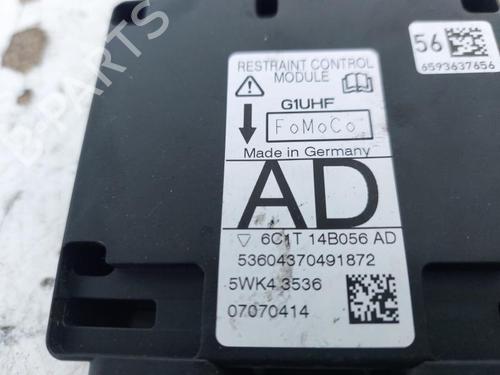 PARTS
56
6593637656
RESTRAINT CONTROL
MODULE
G1UHF
FoMoCo
Made in Germany
AD
6C1T 14B056 AD
53604370491872
5WK4 3536
07070414